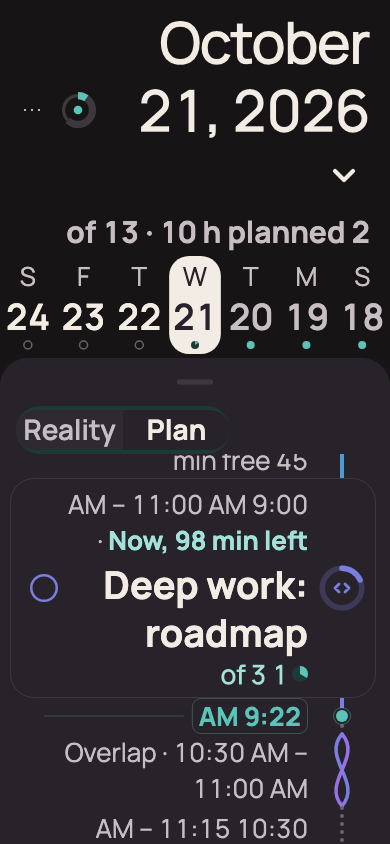 October
21, 2026
of 13 · 10 h planned 2
S F T W T M S
24 23 22 21 20 19 18
Reality Plan
min free 45
AM – 11:00 AM 9:00
· Now, 98 min left
Deep work:
roadmap
of 3 1
AM 9:22
Overlap · 10:30 AM –
11:00 AM
AM – 11:15 10:30